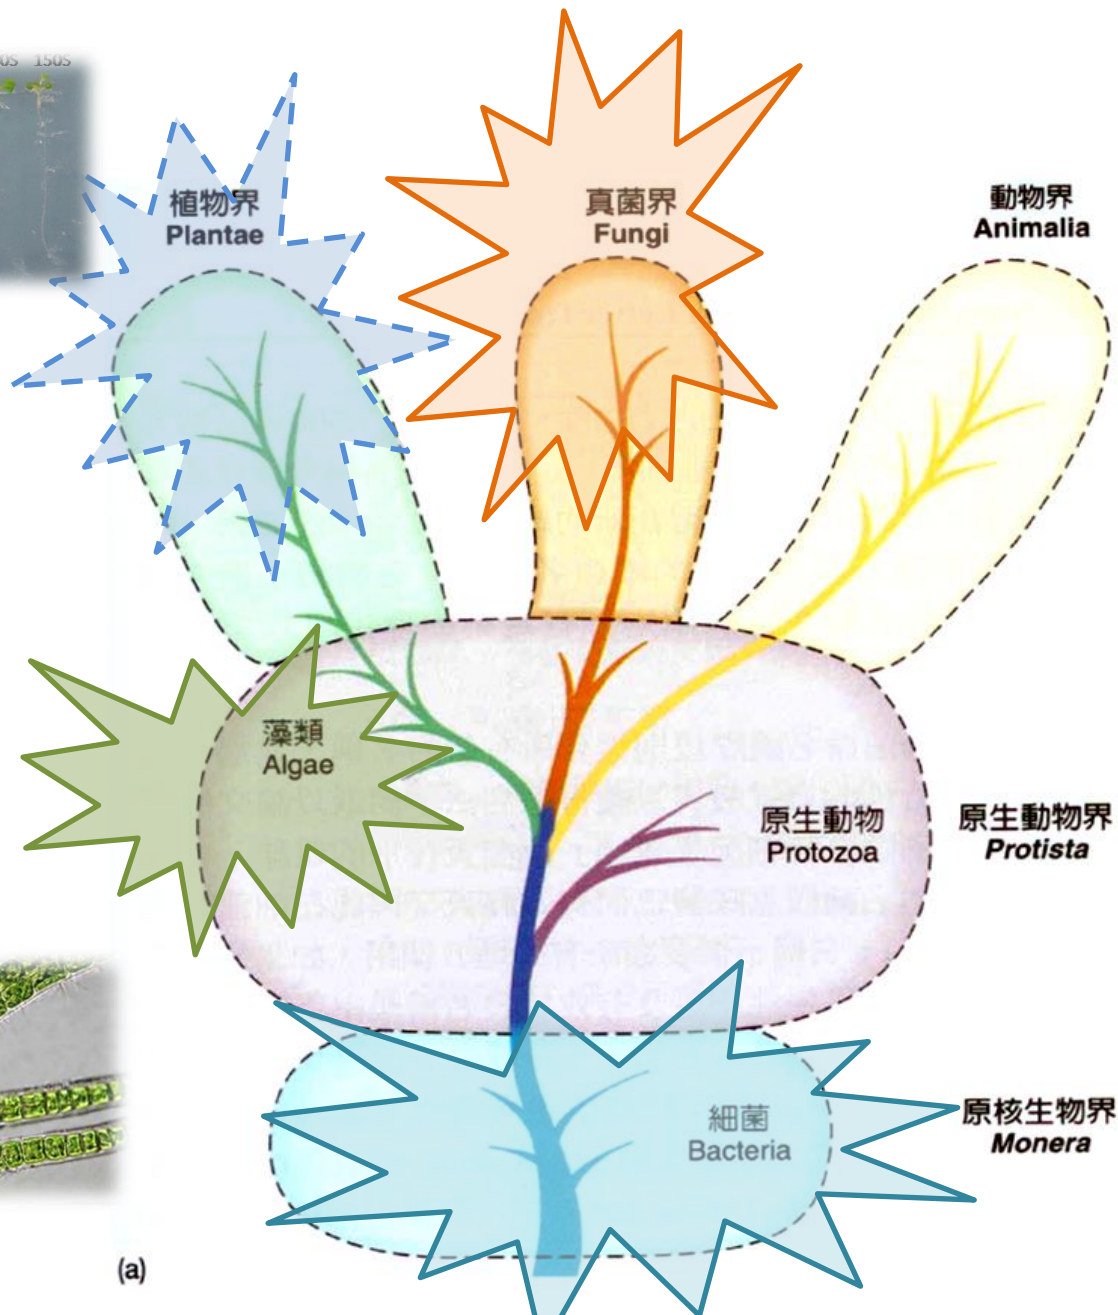 150S
植物界
Plantae
真菌界
Fungi
動物界
Animalia
藻類
Algae
原生動物
Protozoa
原生動物界
Protista
細菌
Bacteria
原核生物界
Monera
(a)